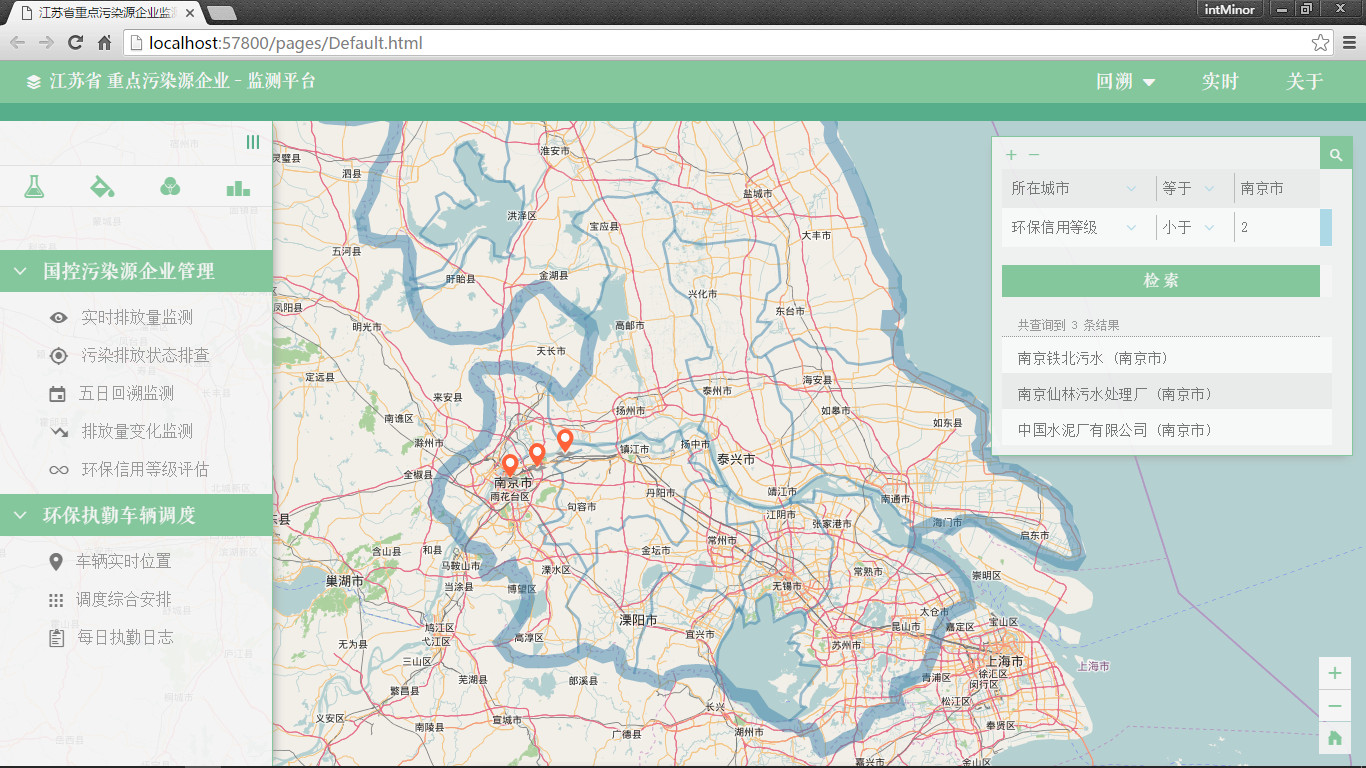 江苏省重点污染源企业监
intMinor
localhost:57800/pages/Default.html
江苏省 重点污染源企业 - 监测平台
回溯
实时
关于
国控污染源企业管理
实时排放量监测
污染排放状态排查
五日回溯监测
排放量变化监测
环保信用等级评估
环保执勤车辆调度
车辆实时位置
调度综合安排
每日执勤日志
所在城市 等于 南京市
环保信用等级 小于 2
检 索
共查询到 3 条结果
南京铁北污水 (南京市)
南京仙林污水处理厂 (南京市)
中国水泥厂有限公司 (南京市)
灵璧县
泗县
淮安市
盐城市
洪泽区
宝应县
大丰市
五河县
盱眙县
金湖县
兴化市
东台市
凤阳县
明光市
高邮市
天长市
定远县
来安县
泰州市
海安县
南谯区
扬州市
如皋市
如东县
滁州市
镇江市
扬中市
泰兴市
全椒县
南京市
雨花台区
句容市
丹阳市
靖江市
南通市
江阴市
张家港市
海门市
启东市
含山县
和县
金坛市
常州市
马鞍山市
巢湖市
当涂县
博望区
溧水区
无锡市
常熟市
崇明区
太仓市
溧阳市
宜兴市
昆山市
嘉定区
宝山区
鸠江区
弋江区
无为县
高淳区
苏州市
上海市
上海市
三山区
徐汇区
闵行区
青浦区
芜湖县
郎溪县
繁昌县
松江区
长兴
义安区
南陵县
宣城市
广德县
湖州市
奉贤区
嘉兴市
金山区